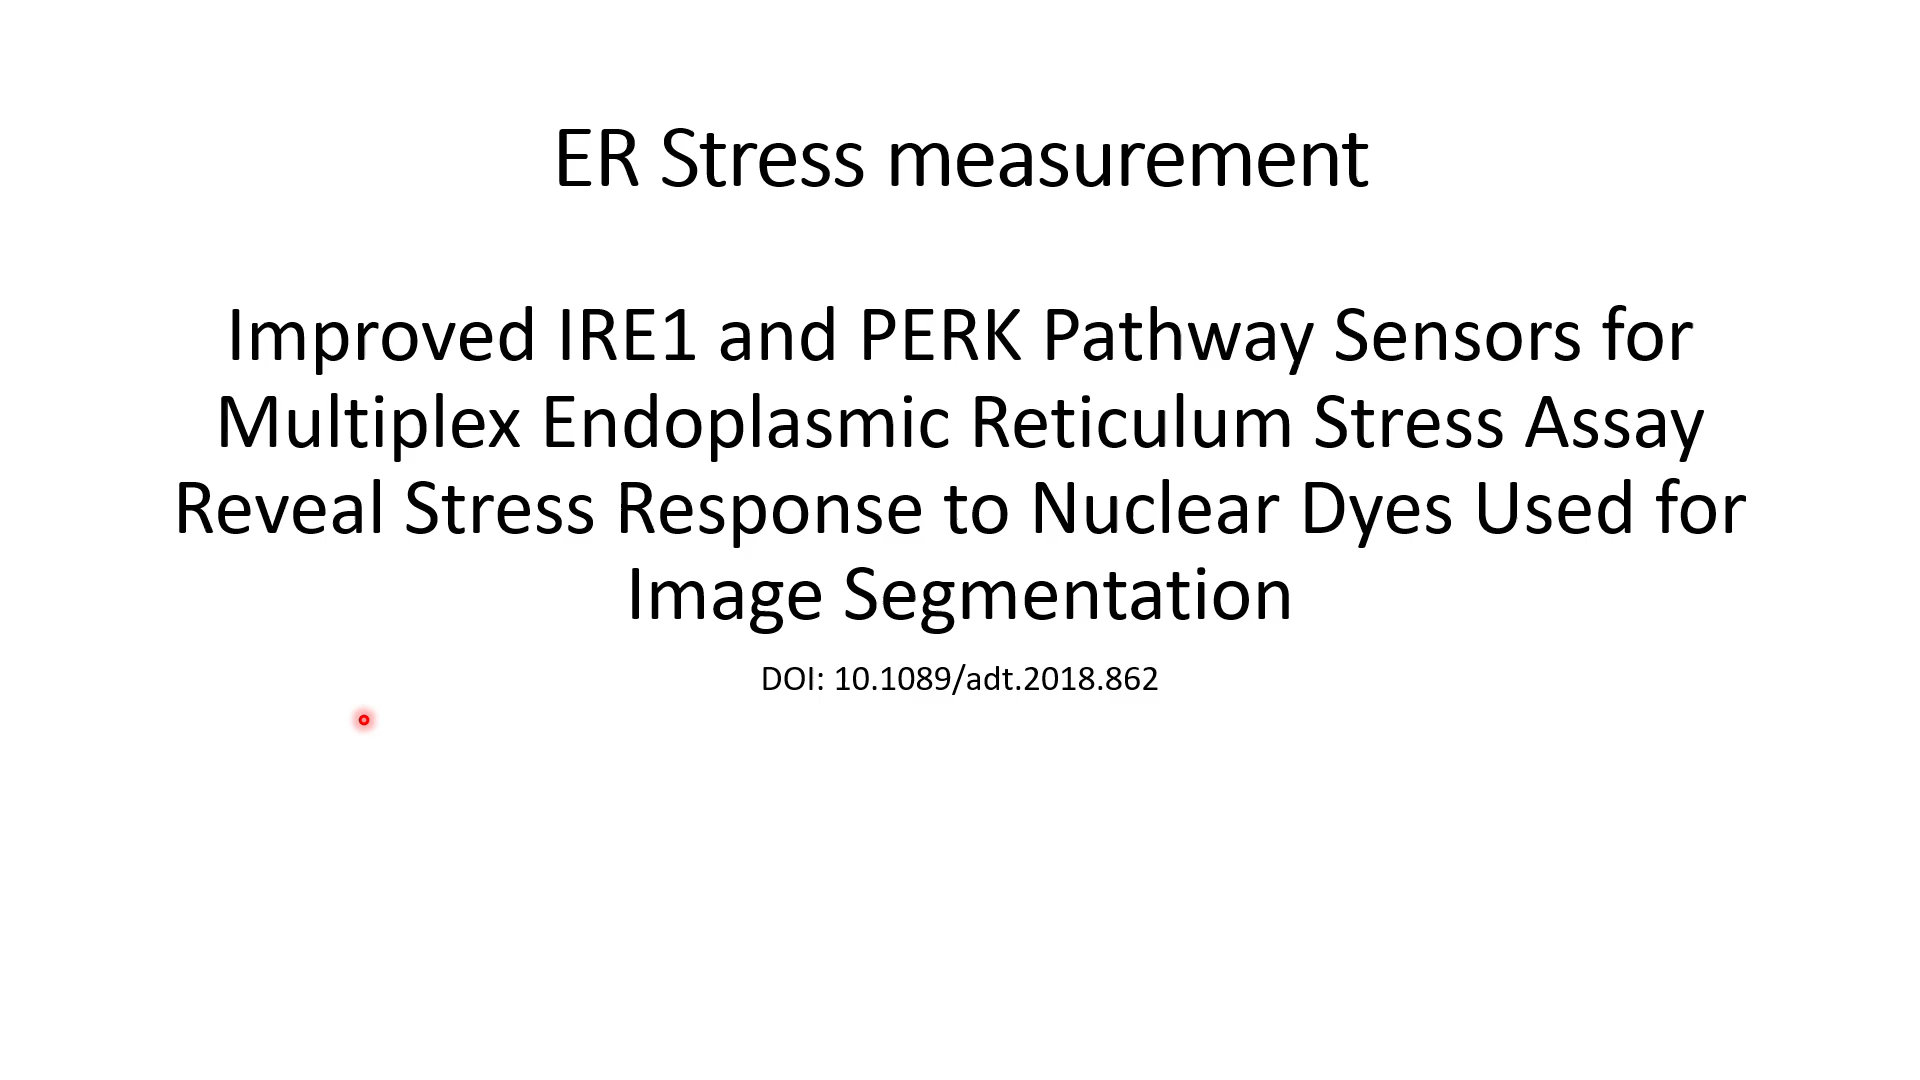 ER Stress measurement
Improved IRE1 and PERK Pathway Sensors for
Multiplex Endoplasmic Reticulum Stress Assay
Reveal Stress Response to Nuclear Dyes Used for
Image Segmentation
DOI: 10.1089/adt.2018.862